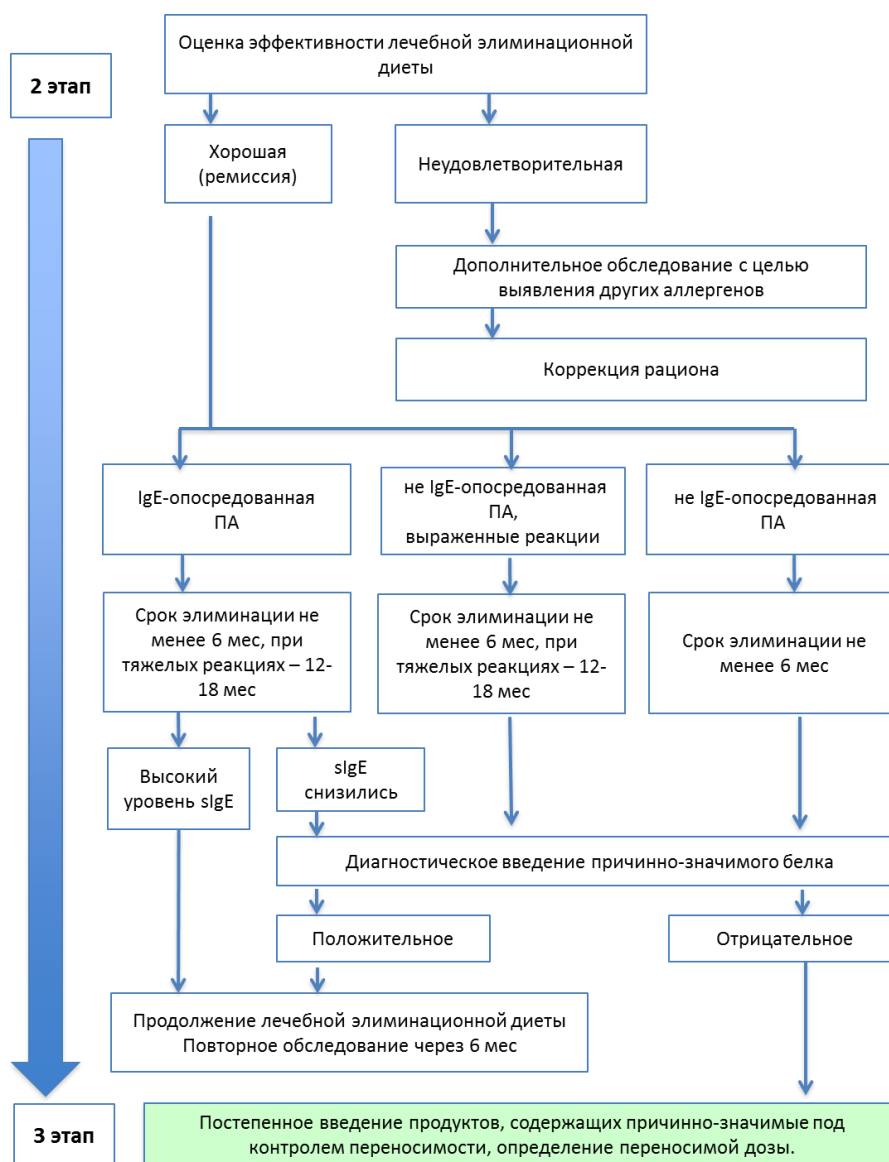 Оценка эффективности лечебной элиминационной
диеты
2 этап
Хорошая
(ремиссия)
Неудовлетворительная
Дополнительное обследование с целью
выявления других аллергенов
Коррекция рациона
IgE-опосредованная
ПА
не IgE-опосредованная
ПА,
выраженные реакции
не IgE-опосредованная
ПА
Срок элиминации не
менее 6 мес, при
тяжелых реакциях – 12-
18 мес
Срок элиминации не
менее 6 мес, при
тяжелых реакциях – 12-
18 мес
Срок элиминации не
менее 6 мес
Высокий
уровень sIgE
sIgE
снизились
Диагностическое введение причинно-значимого белка
Положительное
Отрицательное
Продолжение лечебной элиминационной диеты
Повторное обследование через 6 мес
3 этап
Постепенное введение продуктов, содержащих причинно-значимые под
контролем переносимости, определение переносимой дозы.